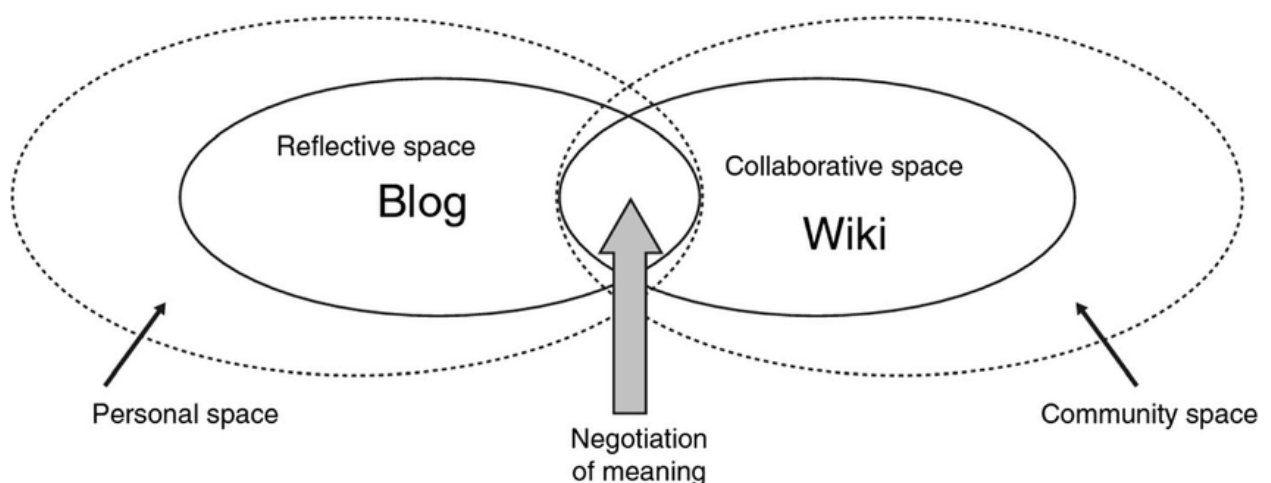 Reflective space
Blog
Collaborative space
Wiki
Personal space
Negotiation
of meaning
Community space